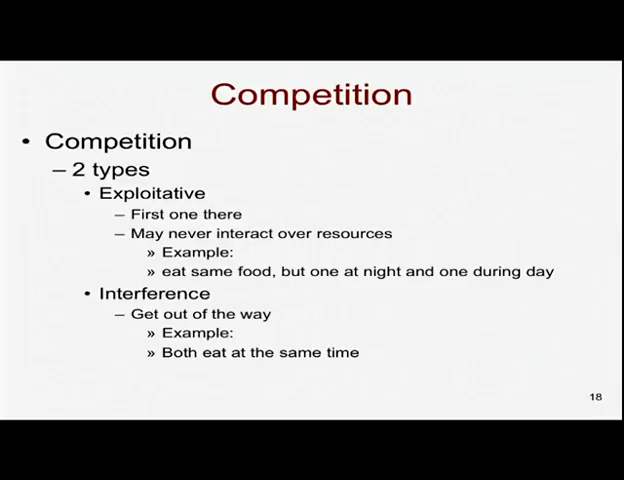 Competition
• Competition
– 2 types
• Exploitative
– First one there
– May never interact over resources
» Example:
» eat same food, but one at night and one during day
• Interference
– Get out of the way
» Example:
» Both eat at the same time
18